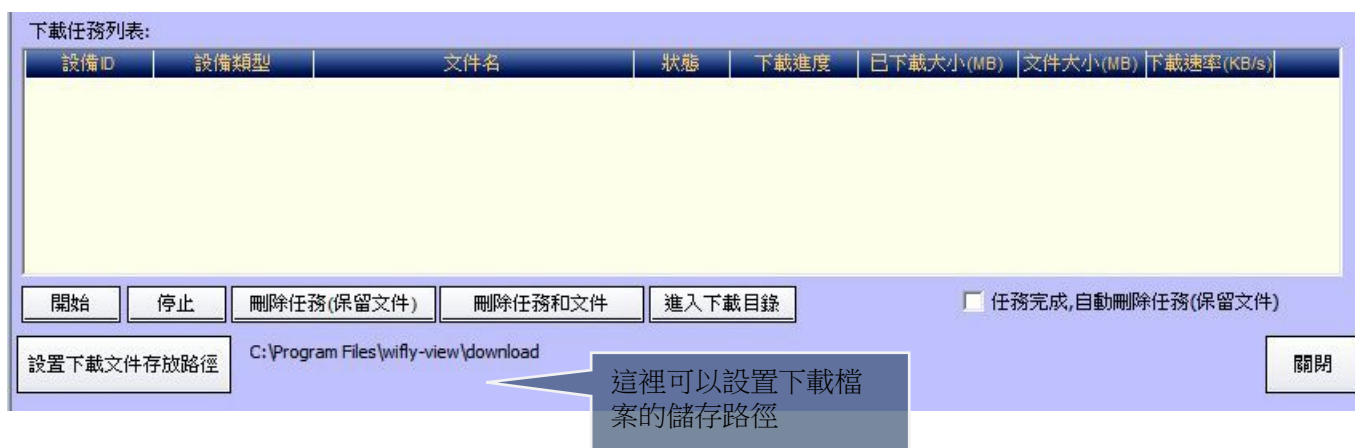 下載任務列表:
設備ID 設備類型 文件名 狀態 下載進度 已下載大小(MB) 文件大小(MB) 下載速率(KB/s)
開始 停止 刪除任務(保留文件) 刪除任務和文件 進入下載目錄 任務完成,自動刪除任務(保留文件)
設置下載文件存放路徑 C:\Program Files\wifly-view\download 關閉
這裡可以設置下載檔
案的儲存路徑